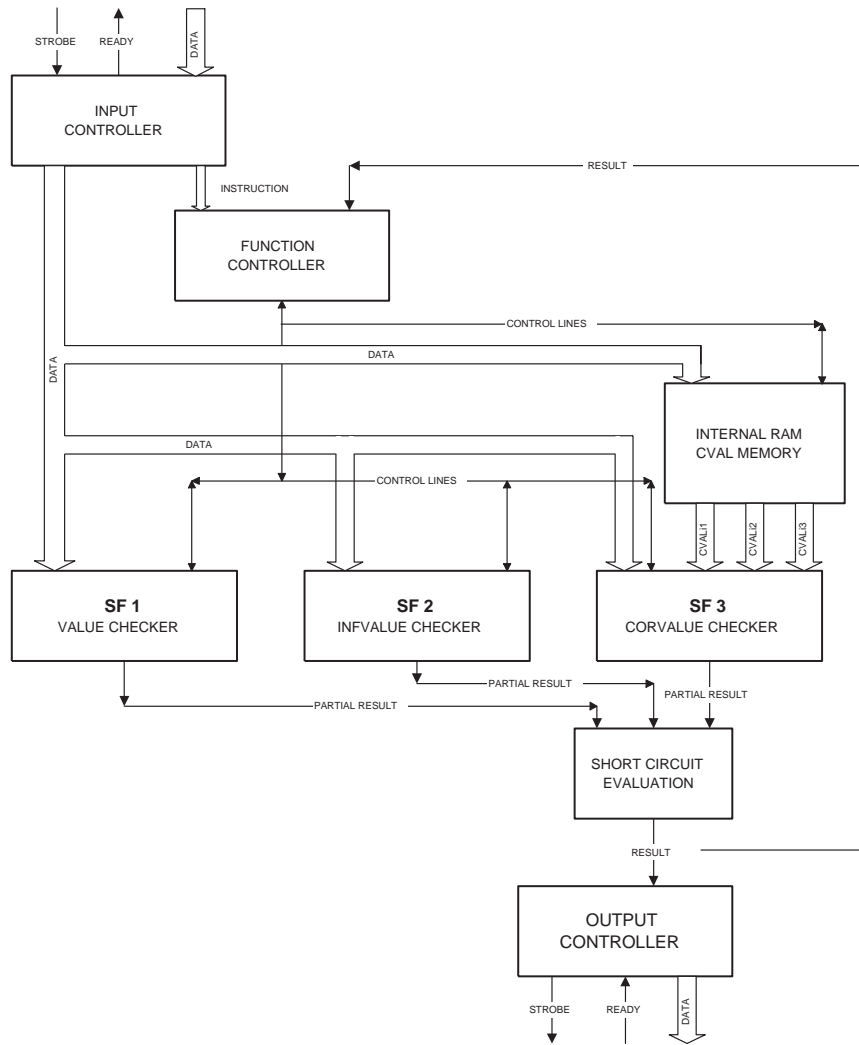 STROBE
READY
DATA
INPUT
CONTROLLER
RESULT
INSTRUCTION
FUNCTION
CONTROLLER
CONTROL LINES
DATA
DATA
INTERNAL RAM
CVAL MEMORY
DATA
CONTROL LINES
CVALi1
CVALi2
CVALi3
SF 1
VALUE CHECKER
SF 2
INFVALUE CHECKER
SF 3
CORVALUE CHECKER
PARTIAL RESULT
PARTIAL RESULT
PARTIAL RESULT
SHORT CIRCUIT
EVALUATION
RESULT
OUTPUT
CONTROLLER
STROBE
READY
DATA